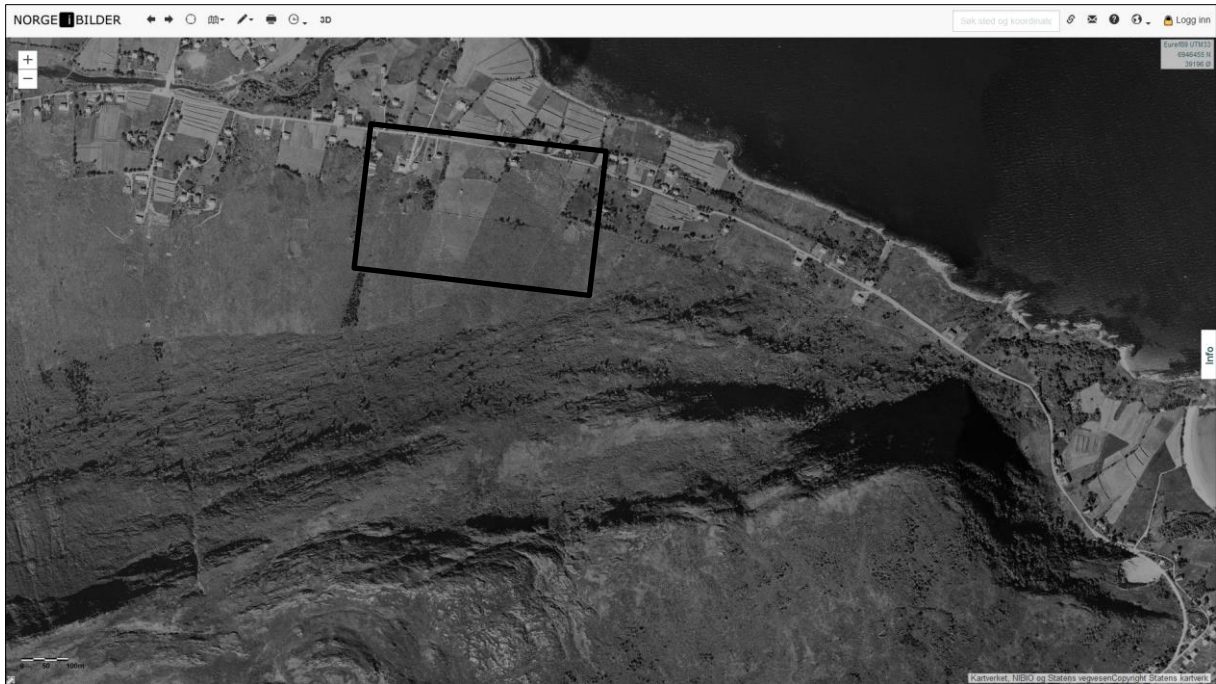 NORGE i BILDER
3D
Søk sted og koordinate
Logg inn
Euref89 UTM33
6946455 N
39196 Ø
+
−
Info
0 50 100m
Kartverket, NIBIO og Statens vegvesenCopyright Statens kartverk